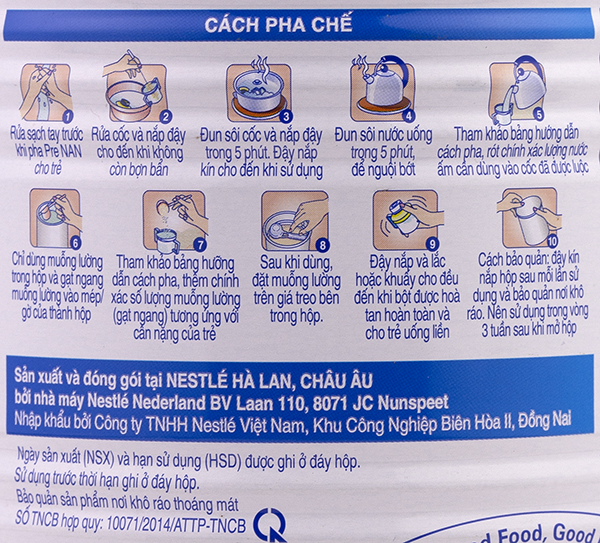 CÁCH PHA CHẾ
1
Rửa sạch tay trước
khi pha Pre NAN
cho trẻ
2
Rửa cốc và nắp đậy
cho đến khi không
còn bợn bẩn
3
Đun sôi cốc và nắp đậy
trong 5 phút. Đậy nắp
kín cho đến khi sử dụng
4
Đun sôi nước uống
trong 5 phút,
để nguội bớt
5
Tham khảo bảng hướng dẫn
cách pha, rót chính xác lượng nước
ấm cần dùng vào cốc đã được lược
6
Chỉ dùng muỗng lường
trong hộp và gạt ngang
muỗng lường vào mép/
gờ của thành hộp
7
Tham khảo bảng hướng
dẫn cách pha, thêm chính
xác số lượng muỗng lường
(gạt ngang) tương ứng với
cân nặng của trẻ
8
Sau khi dùng,
đặt muỗng lường
trên giá treo bên
trong hộp.
9
Đậy nắp và lắc
hoặc khuấy cho đều
đến khi bột được hoà
tan hoàn toàn và
cho trẻ uống liền
10
Cách bảo quản: đậy kín
nắp hộp sau mỗi lần sử
dụng và bảo quản nơi khô
ráo. Nên sử dụng trong vòng
3 tuần sau khi mở hộp
Sản xuất và đóng gói tại NESTLÉ HÀ LAN, CHÂU ÂU
bởi nhà máy Nestlé Nederland BV Laan 110, 8071 JC Nunspeet
Nhập khẩu bởi Công ty TNHH Nestlé Việt Nam, Khu Công Nghiệp Biên Hòa II, Đồng Nai
Ngày sản xuất (NSX) và hạn sử dụng (HSD) được ghi ở đáy hộp.
Sử dụng trước thời hạn ghi ở đáy hộp.
Bảo quản sản phẩm nơi khô ráo thoáng mát
SỐ TNCB hợp quy: 10071/2014/ATTP-TNCB
d Food, Good